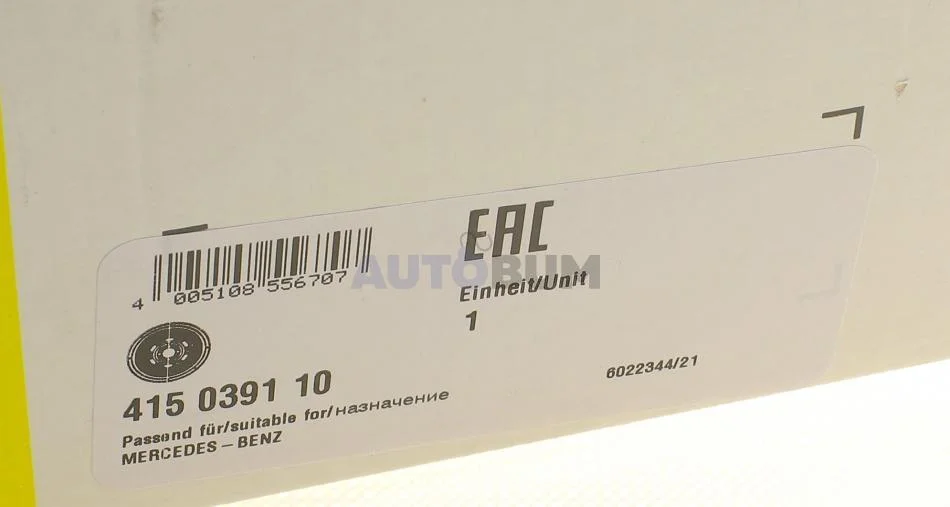 EAC
4 005108 556707
AUTOBUM
Einheit/Unit
1
415 0391 10
6022344/21
Passend für/suitable for/назначение
MERCEDES – BENZ